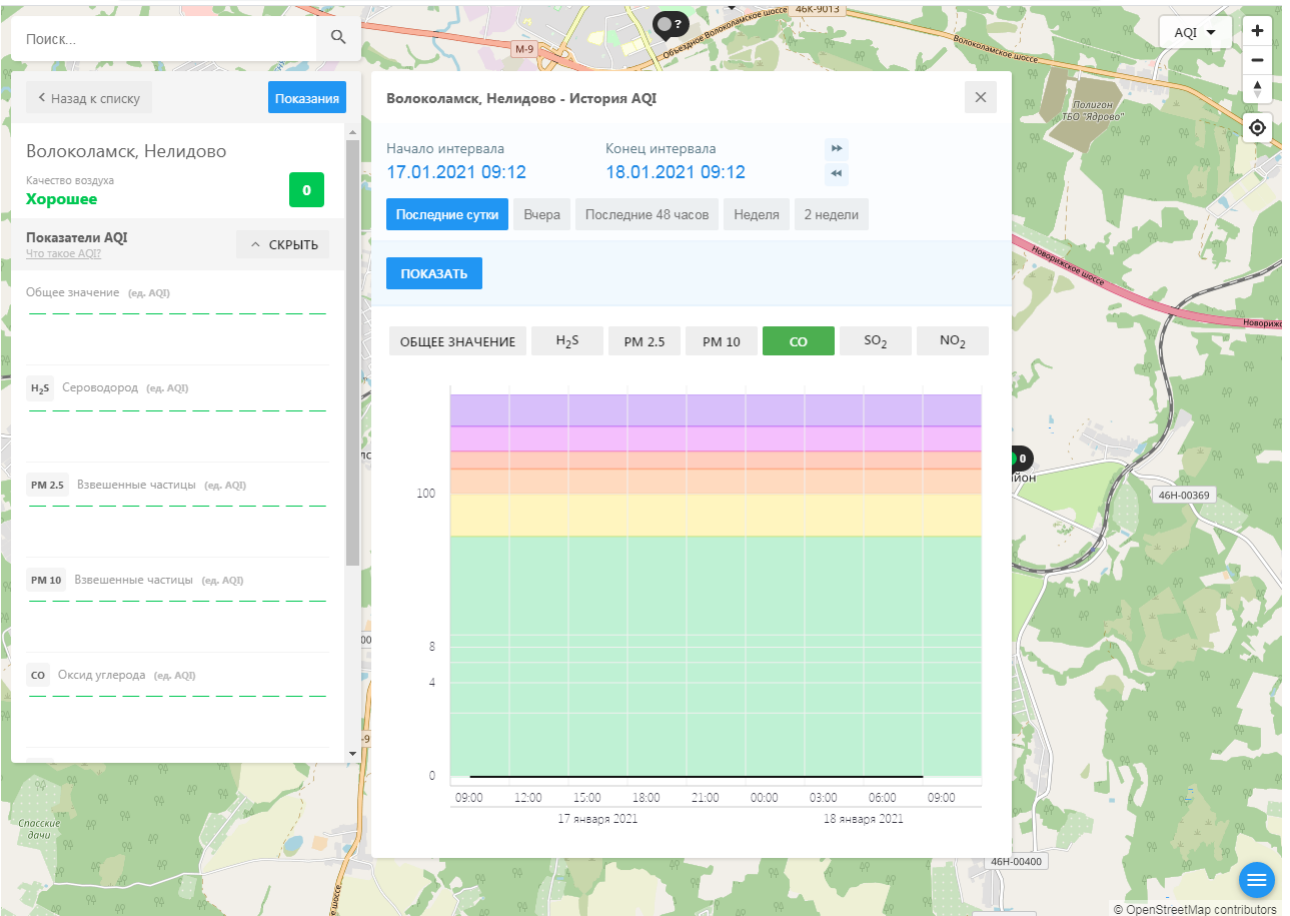 Поиск...
Назад к списку
Показания
Волоколамск, Нелидово
Качество воздуха
Хорошее
0
Показатели AQI
Что такое AQI?
СКРЫТЬ
Общее значение (ед. AQI)
H₂S Сероводород (ед. AQI)
PM 2.5 Взвешенные частицы (ед. AQI)
PM 10 Взвешенные частицы (ед. AQI)
CO Оксид углерода (ед. AQI)
Волоколамск, Нелидово - История AQI
Начало интервала
17.01.2021 09:12
Конец интервала
18.01.2021 09:12
Последние сутки
Вчера
Последние 48 часов
Неделя
2 недели
ПОКАЗАТЬ
ОБЩЕЕ ЗНАЧЕНИЕ
H₂S
PM 2.5
PM 10
CO
SO₂
NO₂
100
8
4
0
09:00 12:00 15:00 18:00 21:00 00:00 03:00 06:00 09:00
17 января 2021
18 января 2021
M-9
46К-9013
?
Объездное Волоколамское шоссе
Волоколамское шоссе
AQI
+
−
Полигон
ТБО "Ядрово"
Новорижское шоссе
0
46Н-00369
46Н-00400
Спасские
дачи
© OpenStreetMap contributors